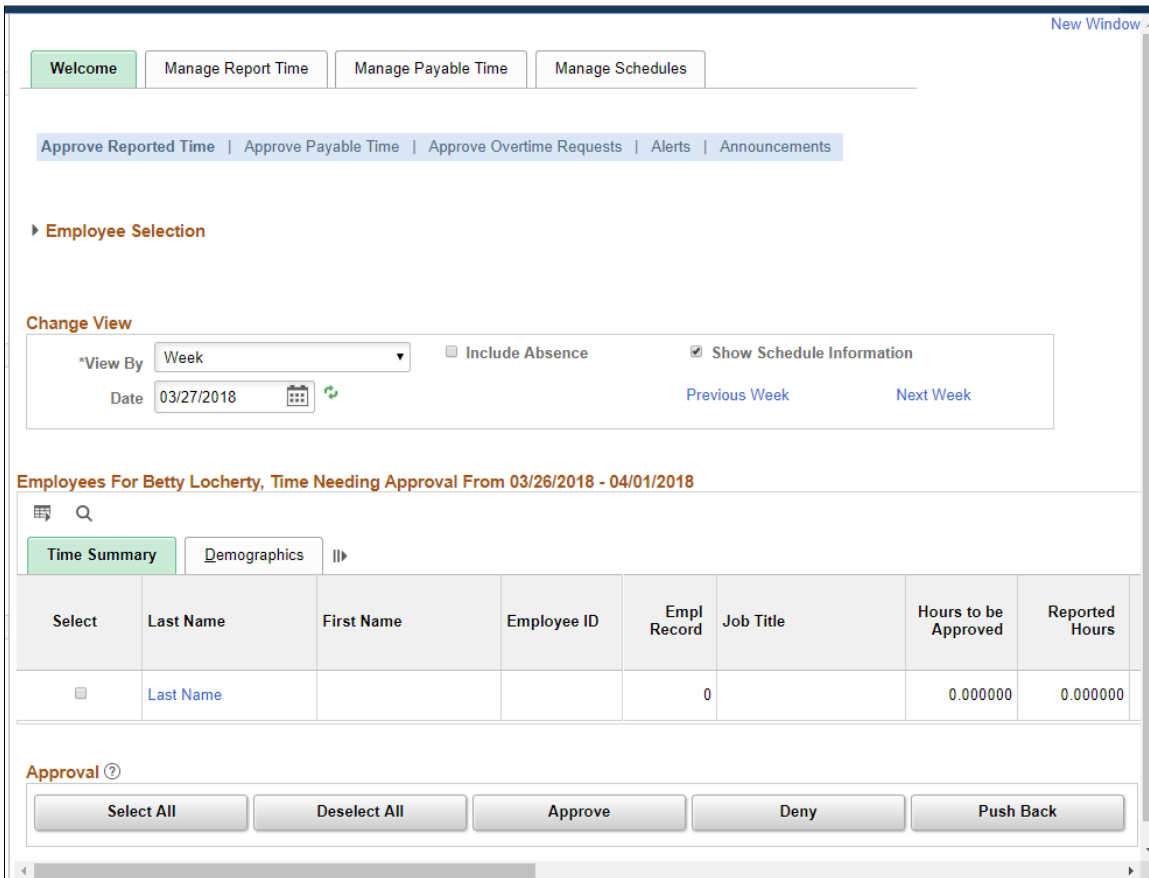 New Window
Welcome Manage Report Time Manage Payable Time Manage Schedules
Approve Reported Time | Approve Payable Time | Approve Overtime Requests | Alerts | Announcements
Employee Selection
Change View
*View By Week Include Absence Show Schedule Information
Date 03/27/2018 Previous Week Next Week
Employees For Betty Locherty, Time Needing Approval From 03/26/2018 - 04/01/2018
Time Summary Demographics
Select Last Name First Name Employee ID Empl Record Job Title Hours to be Approved Reported Hours
Last Name 0 0.000000 0.000000
Approval ?
Select All Deselect All Approve Deny Push Back